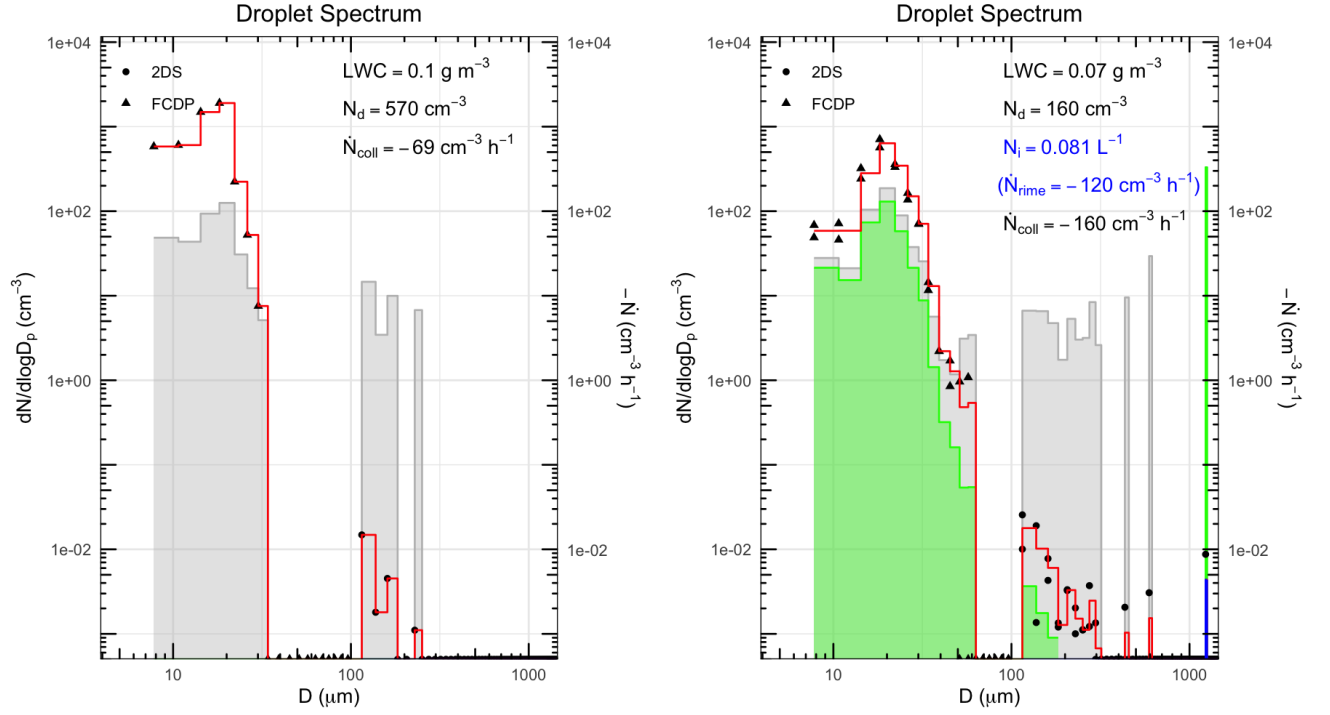 Droplet Spectrum
1e+04
1e+02
1e+00
1e-02
1e+04
1e+02
1e+00
1e-02
2DS
FCDP
LWC = 0.1 g m⁻³
N_d = 570 cm⁻³
Ṅ_coll = −69 cm⁻³ h⁻¹
dN/dlogD_p (cm⁻³)
−Ṅ (cm⁻³ h⁻¹)
10
100
1000
D (μm)
Droplet Spectrum
1e+04
1e+02
1e+00
1e-02
1e+04
1e+02
1e+00
1e-02
2DS
FCDP
LWC = 0.07 g m⁻³
N_d = 160 cm⁻³
N_i = 0.081 L⁻¹
(Ṅ_rime = −120 cm⁻³ h⁻¹)
Ṅ_coll = −160 cm⁻³ h⁻¹
dN/dlogD_p (cm⁻³)
−Ṅ (cm⁻³ h⁻¹)
10
100
1000
D (μm)